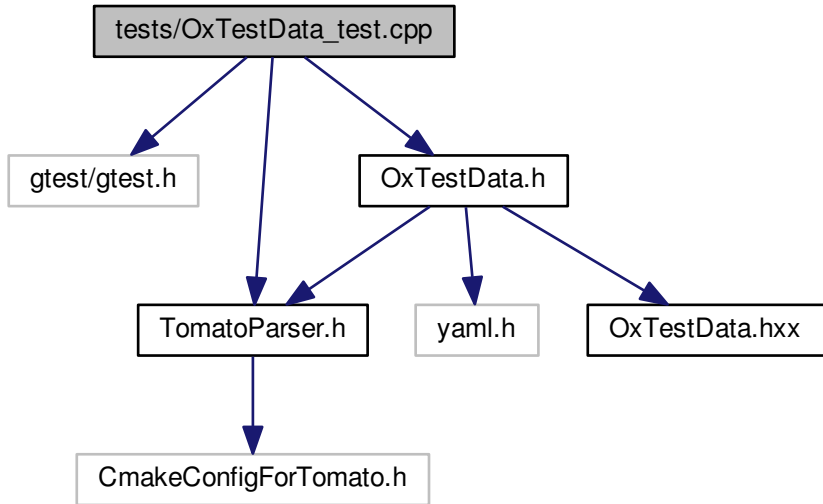 tests/OxTestData_test.cpp
gtest/gtest.h
OxTestData.h
TomatoParser.h
yaml.h
OxTestData.hxx
CmakeConfigForTomato.h